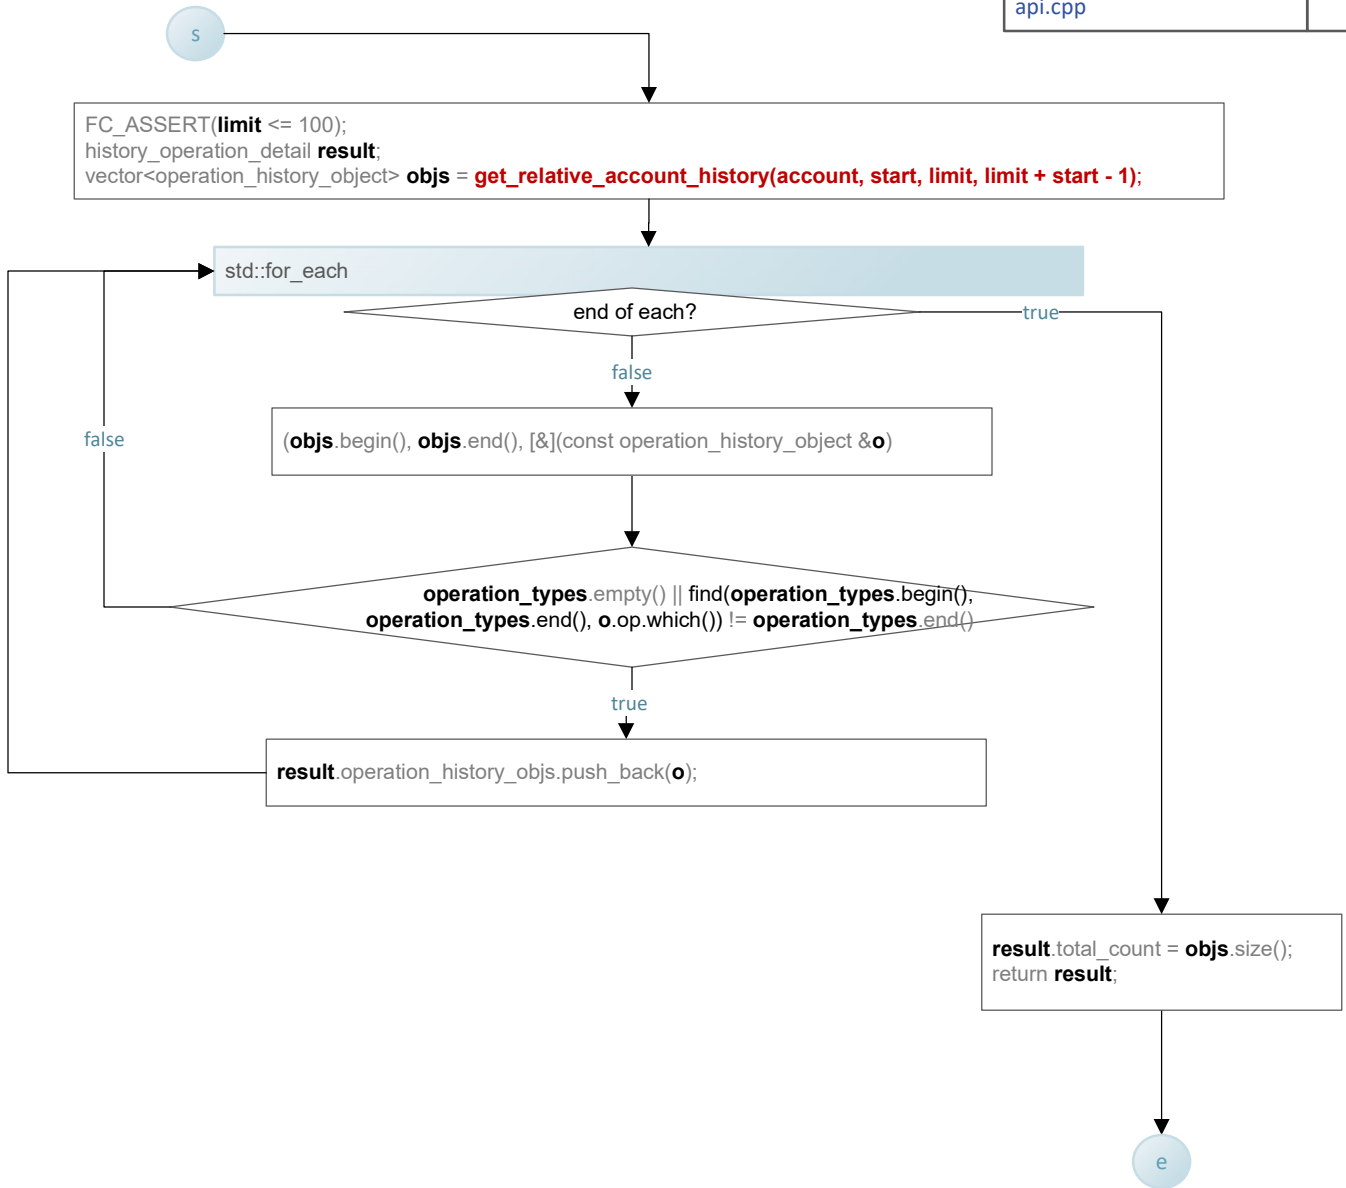 api.cpp
s
FC_ASSERT(limit <= 100);
history_operation_detail result;
vector<operation_history_object> objs = get_relative_account_history(account, start, limit, limit + start - 1);
std::for_each
end of each?
true
false
false
(objs.begin(), objs.end(), [&](const operation_history_object &o)
operation_types.empty() || find(operation_types.begin(),
operation_types.end(), o.op.which()) != operation_types.end()
true
result.operation_history_objs.push_back(o);
result.total_count = objs.size();
return result;
e